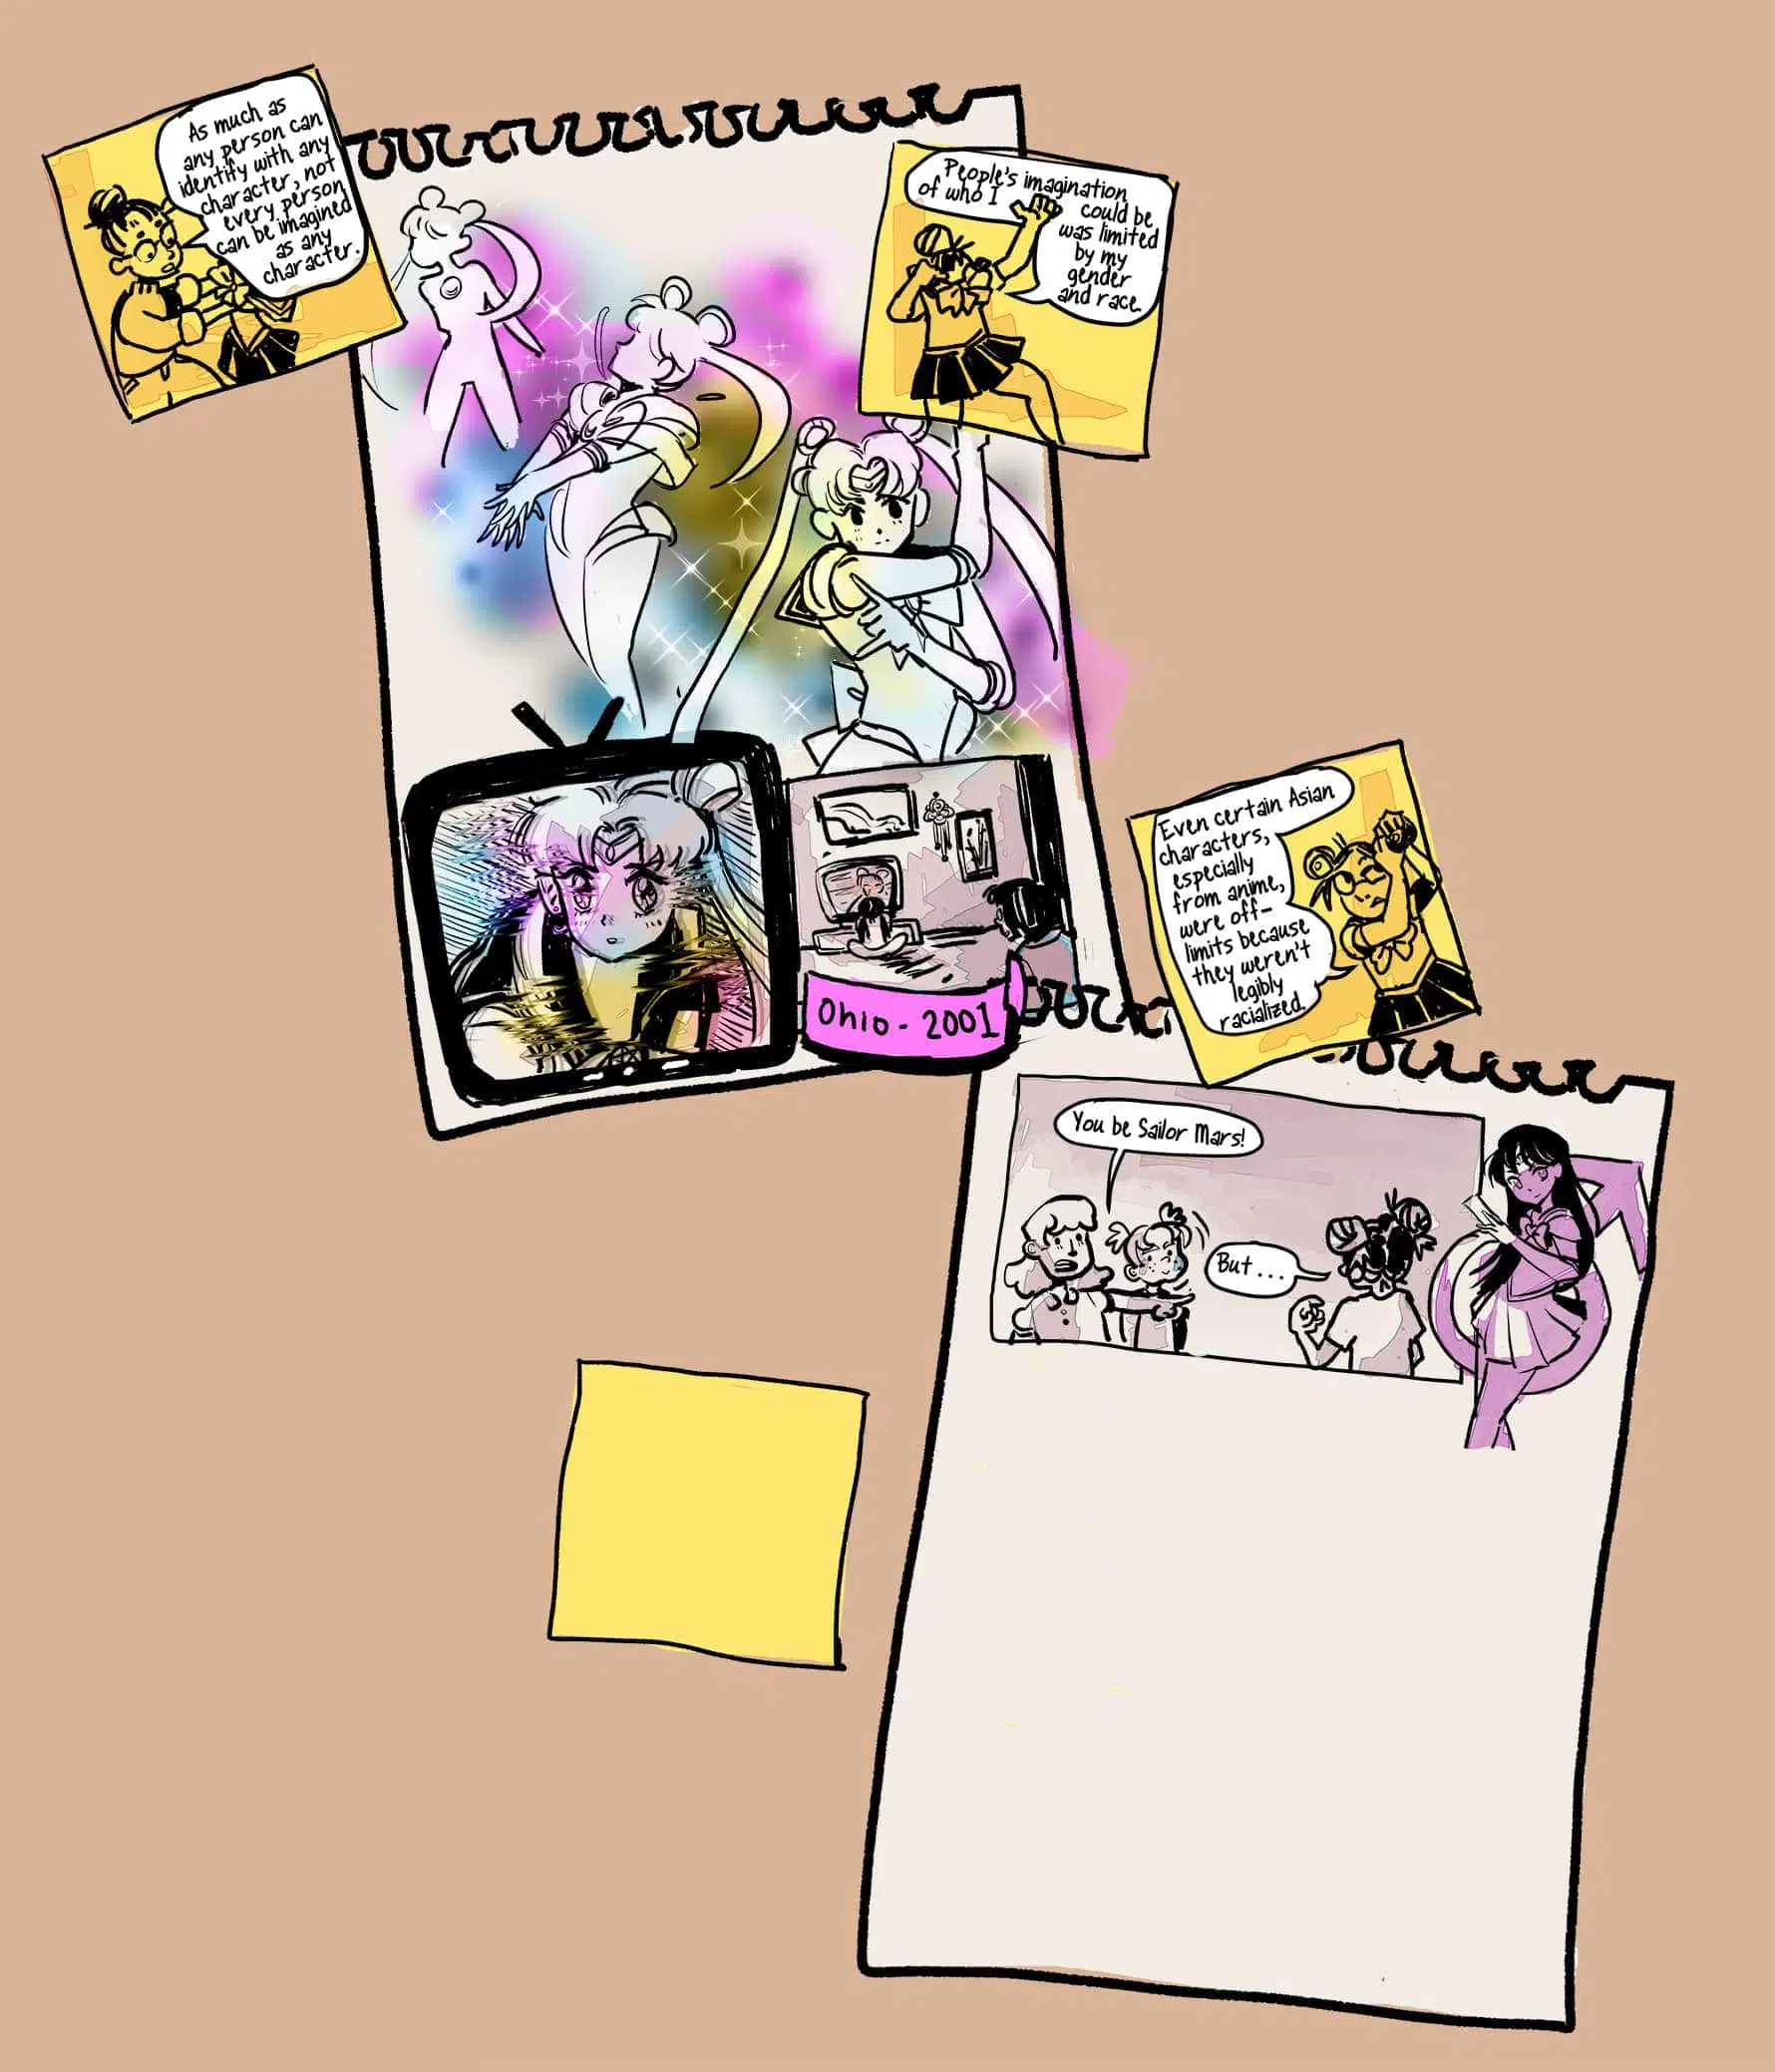 As much as
any person can
identify with any
character, not
every person
can be imagined
as any
character.
People's imagination
of who I could be
was limited
by my
gender
and race
Ohio - 2001
Even certain Asian
characters,
especially
from anime,
were off-
limits because
they weren't
legibly
racialized.
You be Sailor Mars!
But...